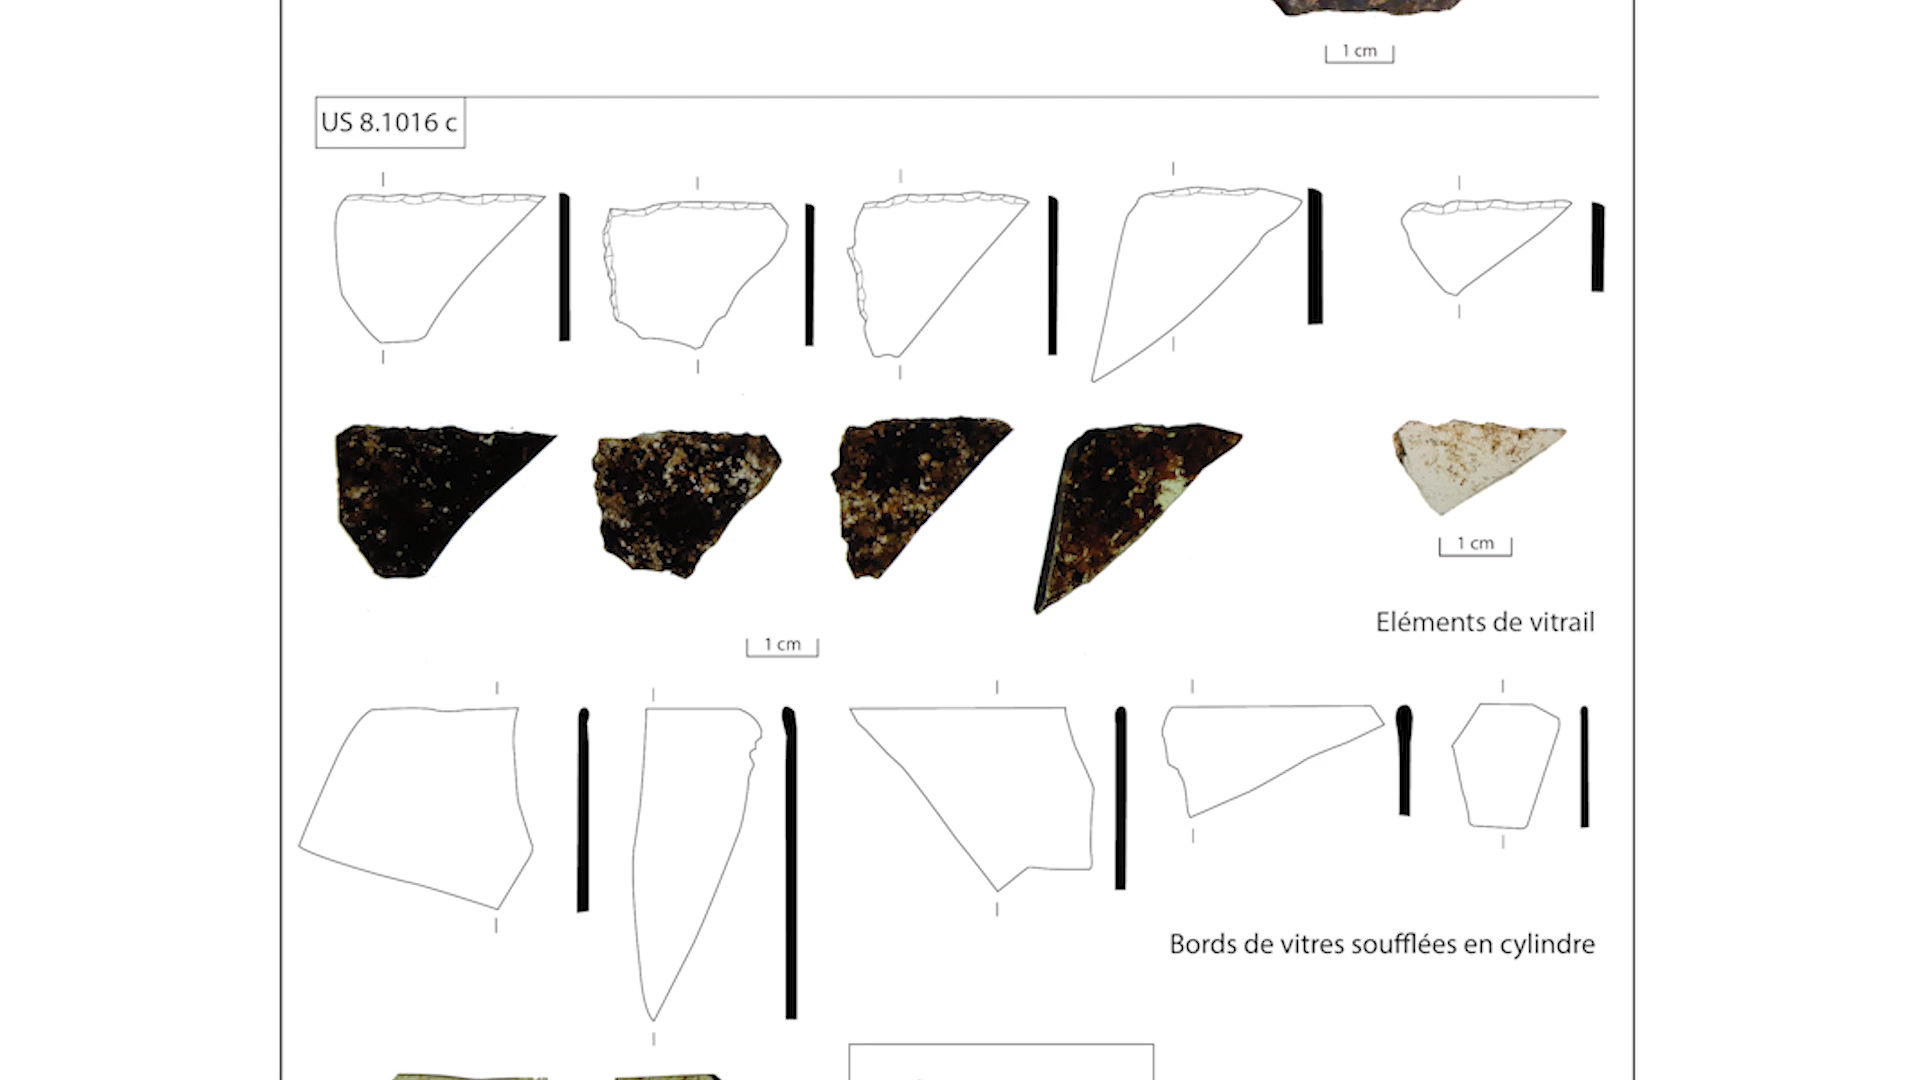 1 cm
US 8.1016 c
1 cm
Eléments de vitrail
1 cm
Bords de vitres soufflées en cylindre